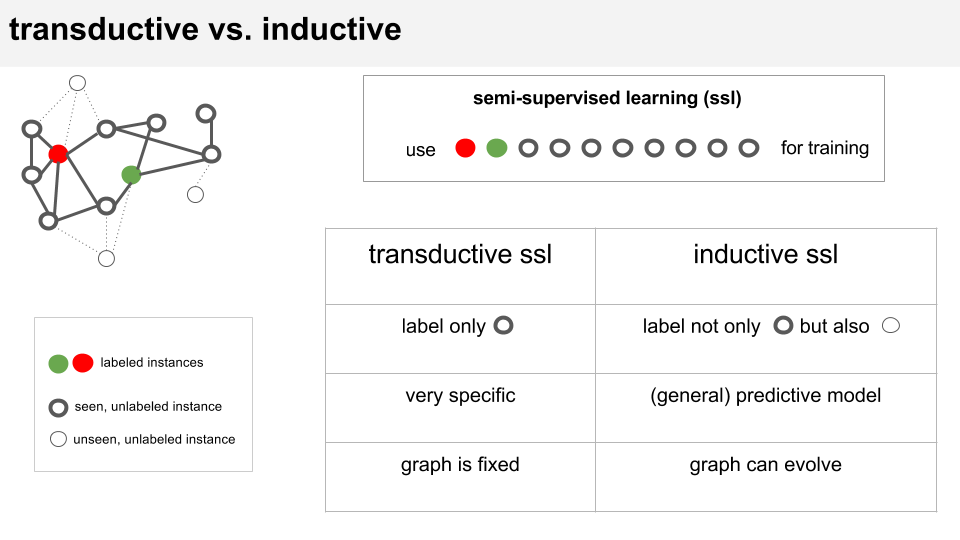 transductive vs. inductive
semi-supervised learning (ssl)
use for training
labeled instances
seen, unlabeled instance
unseen, unlabeled instance
transductive ssl inductive ssl
label only label not only but also
very specific (general) predictive model
graph is fixed graph can evolve